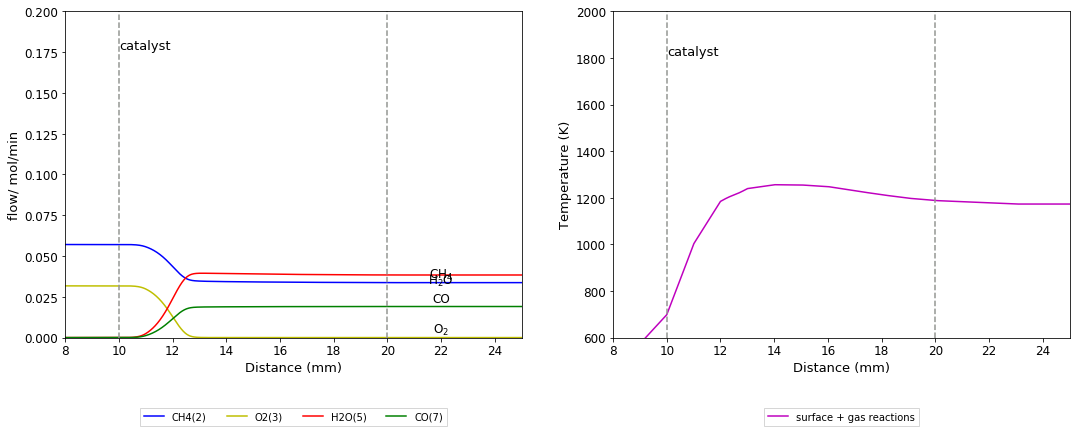 0.200
0.175
0.150
0.125
0.100
0.075
0.050
0.025
0.000
flow/ mol/min
catalyst
CH₄
H₂O
CO
O₂
8 10 12 14 16 18 20 22 24
Distance (mm)
CH4(2) O2(3) H2O(5) CO(7)
2000
1800
1600
1400
1200
1000
800
600
Temperature (K)
catalyst
8 10 12 14 16 18 20 22 24
Distance (mm)
surface + gas reactions